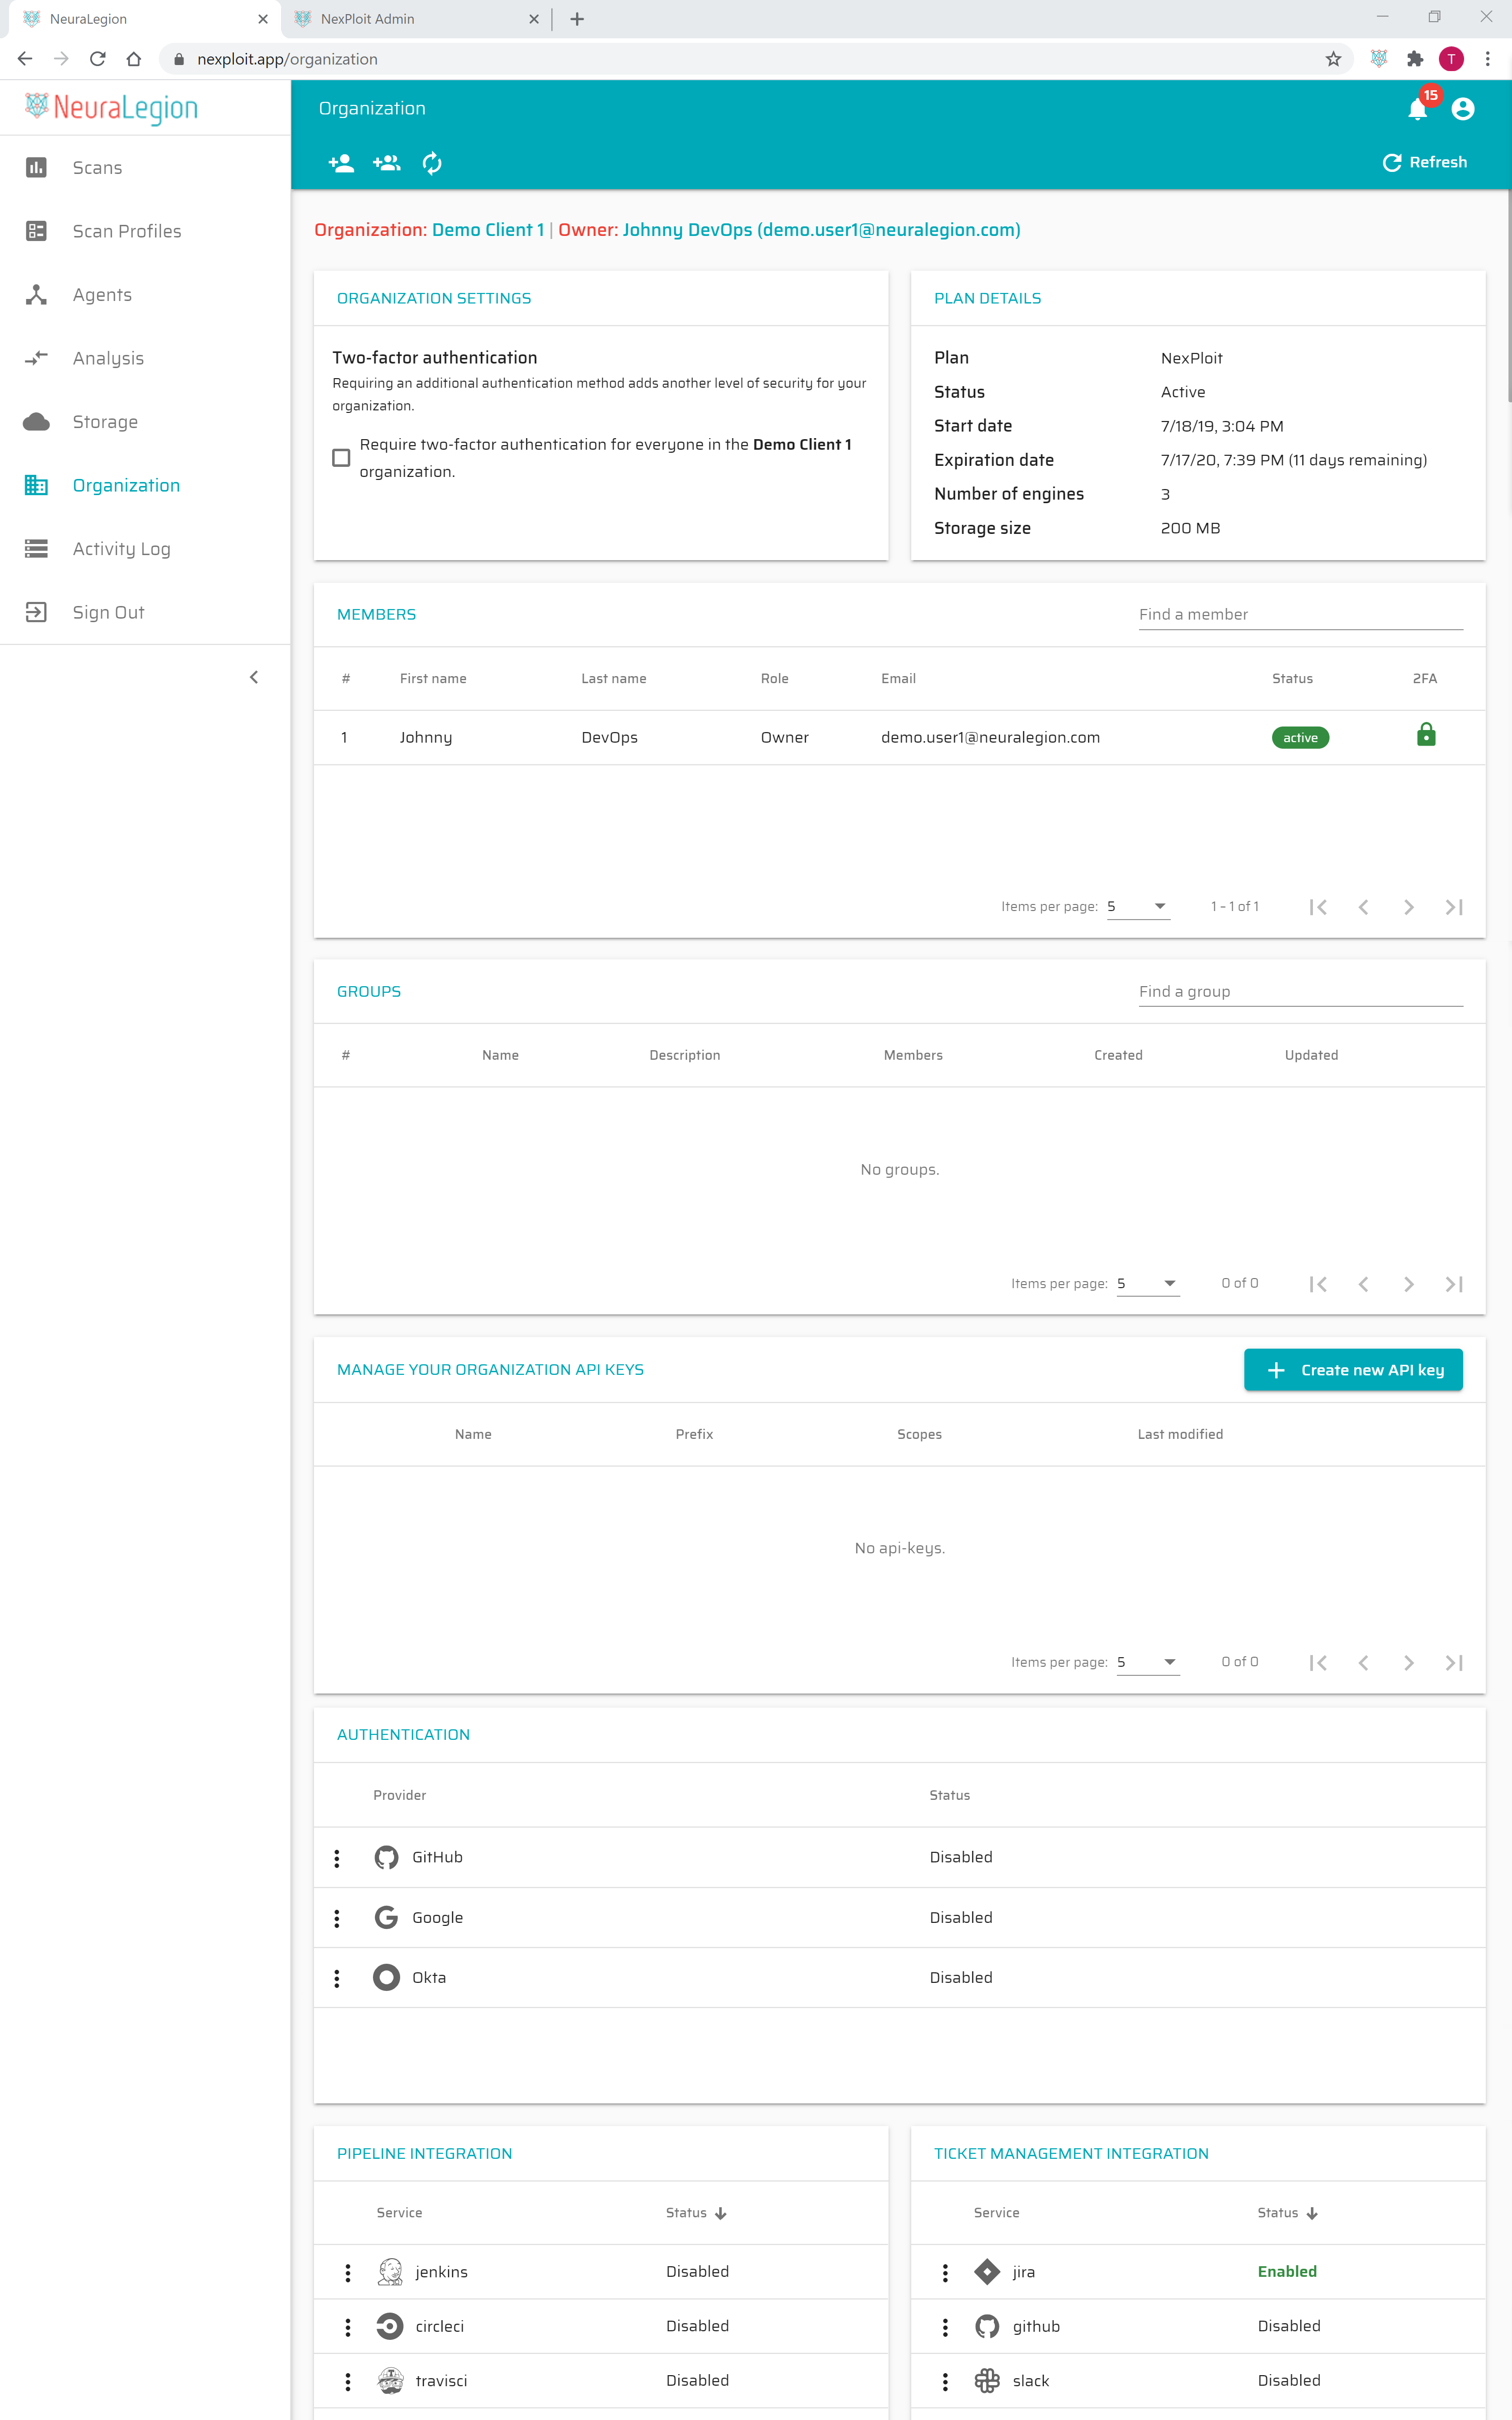 NeuraLegion
NexPloit Admin
nexploit.app/organization
T
NeuraLegion
Organization
15
Scans
Scan Profiles
Agents
Analysis
Storage
Organization
Activity Log
Sign Out
Refresh
Organization: Demo Client 1 | Owner: Johnny DevOps (demo.user1@neuralegion.com)
ORGANIZATION SETTINGS
Two-factor authentication
Requiring an additional authentication method adds another level of security for your
organization.
Require two-factor authentication for everyone in the Demo Client 1
organization.
PLAN DETAILS
Plan NexPloit
Status Active
Start date 7/18/19, 3:04 PM
Expiration date 7/17/20, 7:39 PM (11 days remaining)
Number of engines 3
Storage size 200 MB
MEMBERS
Find a member
# First name Last name Role Email Status 2FA
1 Johnny DevOps Owner demo.user1@neuralegion.com active
Items per page: 5 1 – 1 of 1
GROUPS
Find a group
# Name Description Members Created Updated
No groups.
Items per page: 5 0 of 0
MANAGE YOUR ORGANIZATION API KEYS
Create new API key
Name Prefix Scopes Last modified
No api-keys.
Items per page: 5 0 of 0
AUTHENTICATION
Provider Status
GitHub Disabled
Google Disabled
Okta Disabled
PIPELINE INTEGRATION
Service Status
jenkins Disabled
circleci Disabled
travisci Disabled
TICKET MANAGEMENT INTEGRATION
Service Status
jira Enabled
github Disabled
slack Disabled